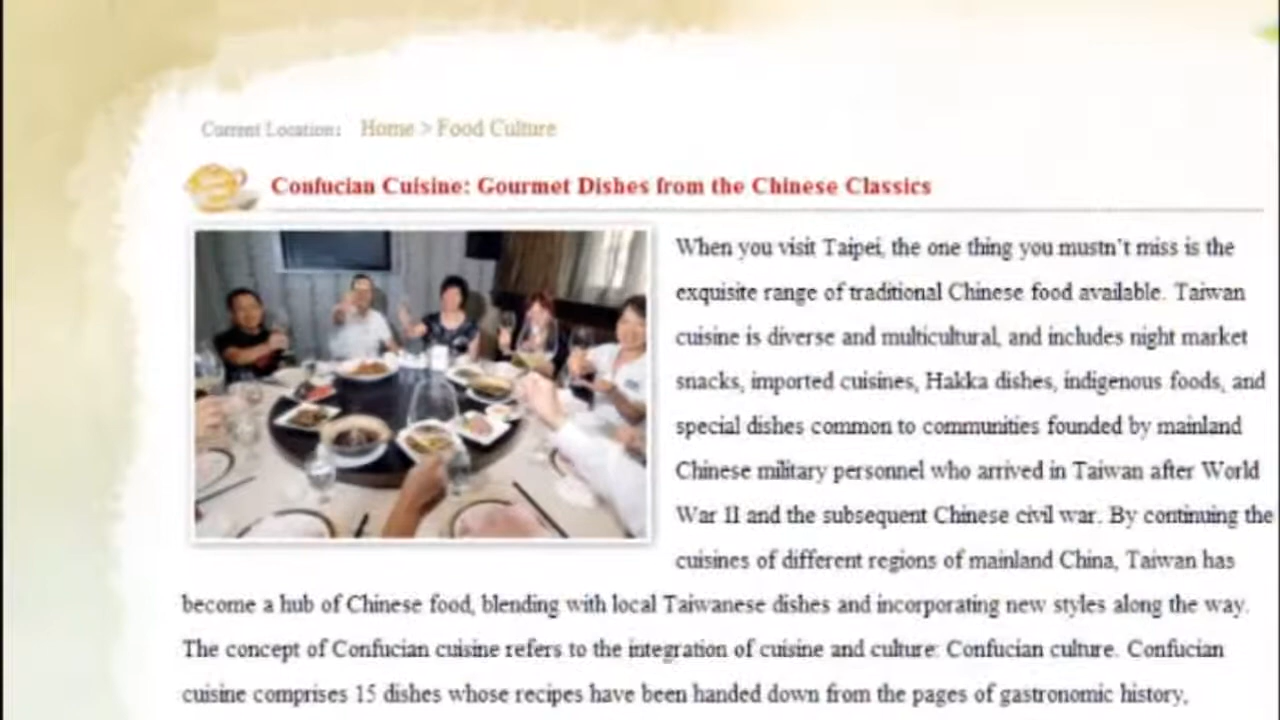 Current Location: Home > Food Culture
Confucian Cuisine: Gourmet Dishes from the Chinese Classics
When you visit Taipei, the one thing you mustn't miss is the
exquisite range of traditional Chinese food available. Taiwan
cuisine is diverse and multicultural, and includes night market
snacks, imported cuisines, Hakka dishes, indigenous foods, and
special dishes common to communities founded by mainland
Chinese military personnel who arrived in Taiwan after World
War II and the subsequent Chinese civil war. By continuing the
cuisines of different regions of mainland China, Taiwan has
become a hub of Chinese food, blending with local Taiwanese dishes and incorporating new styles along the way.
The concept of Confucian cuisine refers to the integration of cuisine and culture: Confucian culture. Confucian
cuisine comprises 15 dishes whose recipes have been handed down from the pages of gastronomic history,